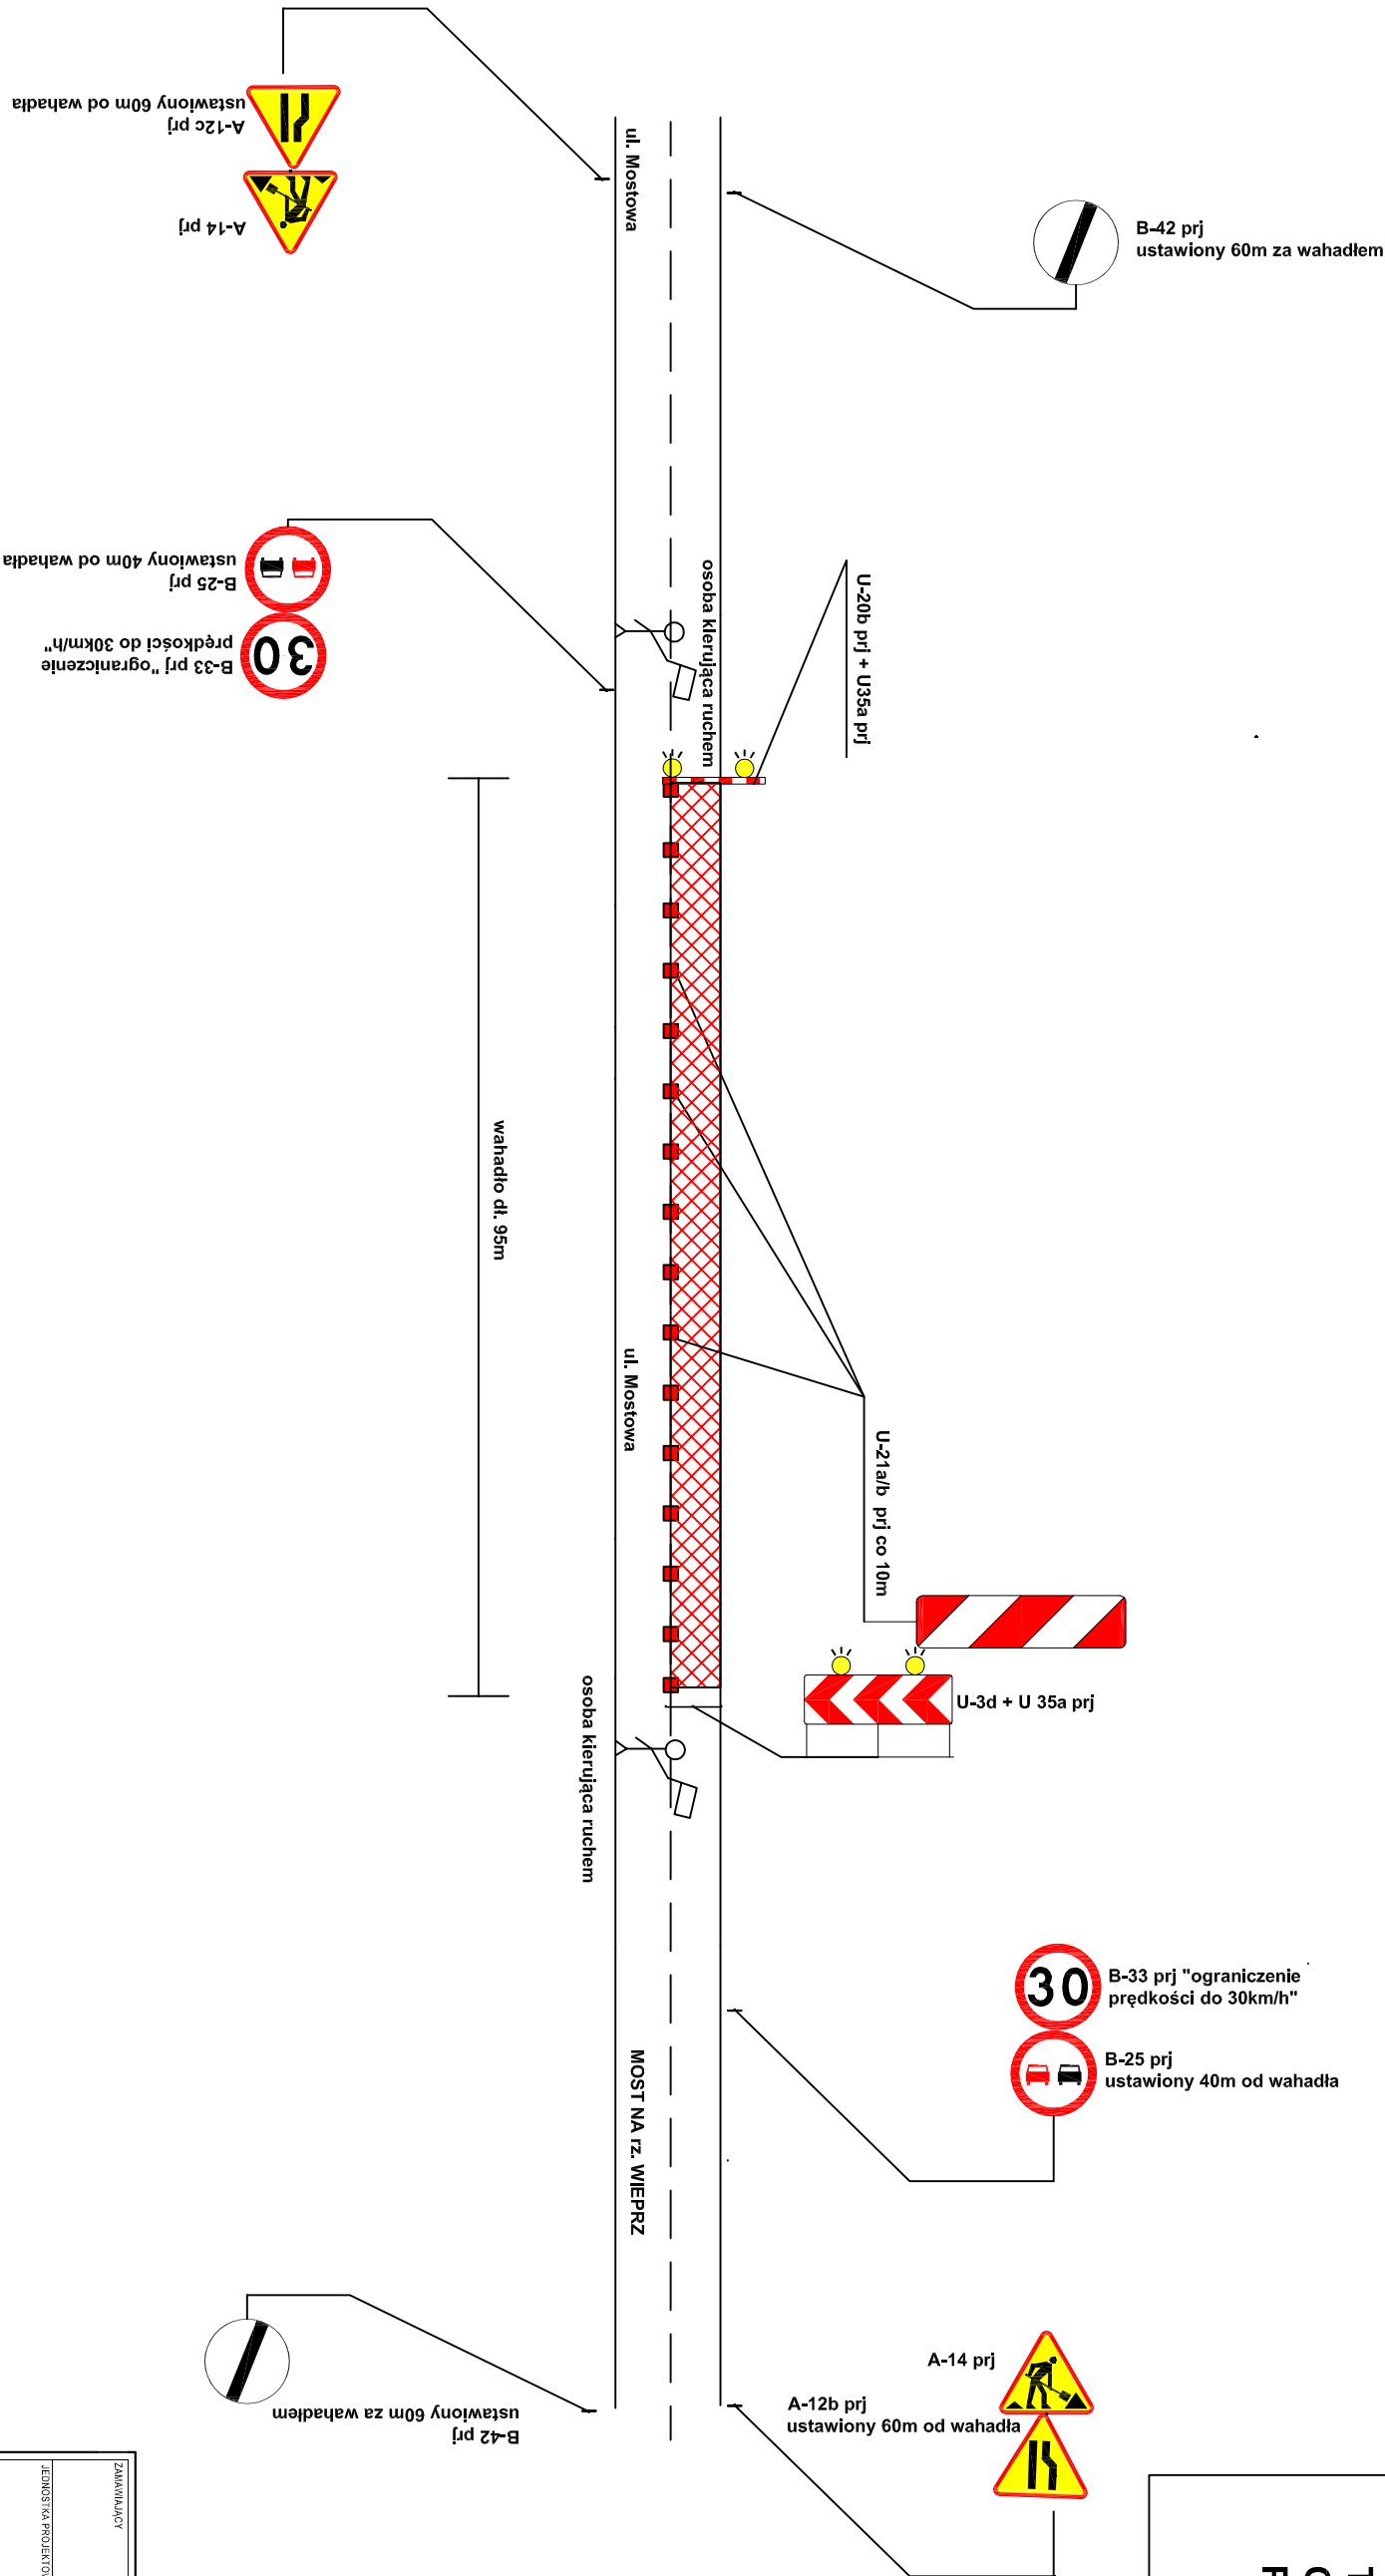 A-12c prj
ustawiony 60m od wahadła
A-14 prj
ul. Mostowa
B-42 prj
ustawiony 60m za wahadłem
B-25 prj
ustawiony 40m od wahadła
B-33 prj "ograniczenie
prędkości do 30km/h"
30
osoba kierująca ruchem
U-20b prj + U35a prj
wahadło dł. 95m
ul. Mostowa
U-21a/b prj co 10m
U-3d + U 35a prj
osoba kierująca ruchem
30
B-33 prj "ograniczenie
prędkości do 30km/h"
B-25 prj
ustawiony 40m od wahadła
MOST NA rz. WIEPRZ
B-42 prj
ustawiony 60m za wahadłem
A-14 prj
A-12b prj
ustawiony 60m od wahadła
ZAMAWIAJĄCY